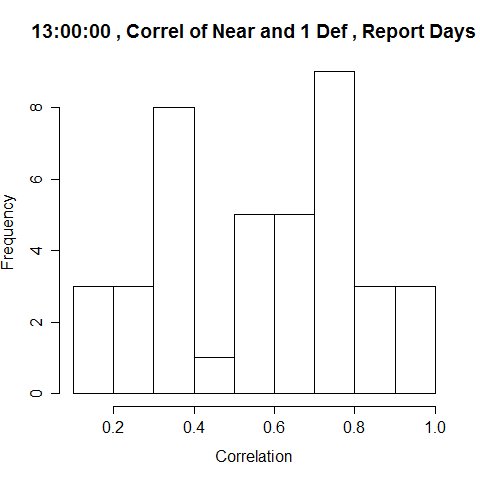 13:00:00 , Correl of Near and 1 Def , Report Days
Frequency
8
6
4
2
0
0.2 0.4 0.6 0.8 1.0
Correlation